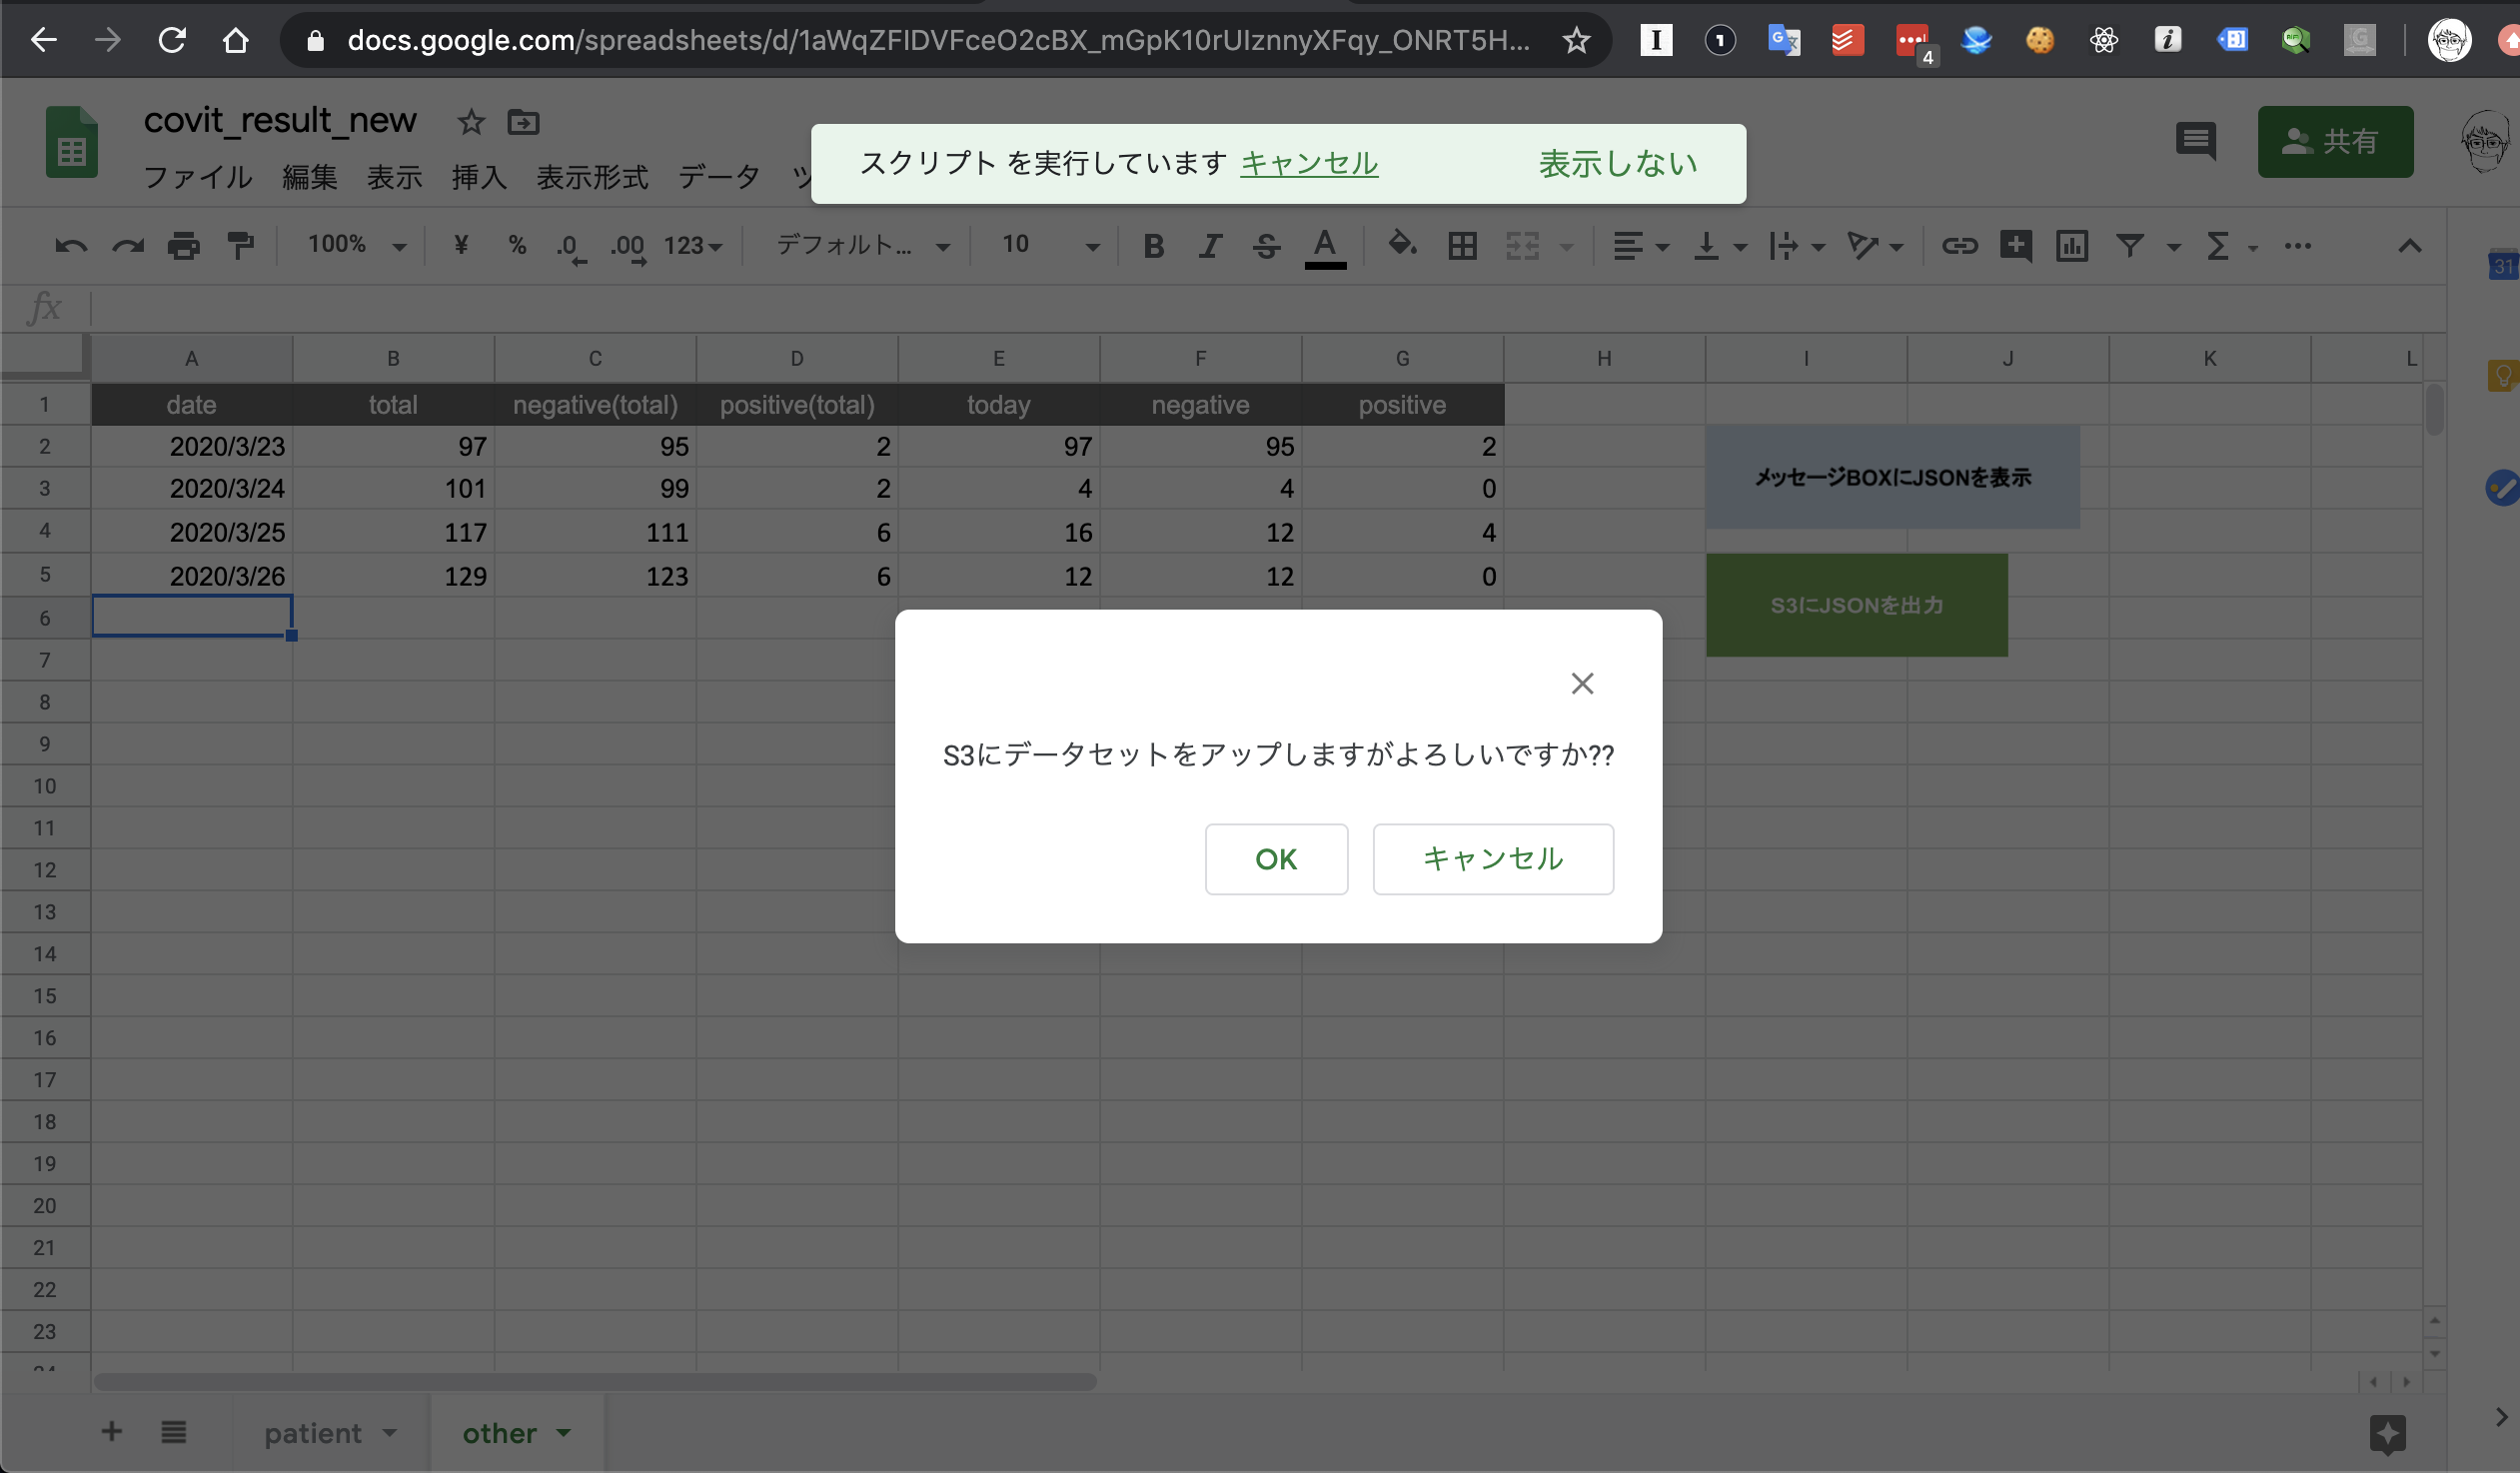 docs.google.com/spreadsheets/d/1aWqZFIDVFceO2cBX_mGpK10rUIznnyXFqy_ONRT5H...
4
covit_result_new
スクリプト を実行しています キャンセル 表示しない
共有
ファイル 編集 表示 挿入 表示形式 データ ツ
100% ¥ % .0 .00 123 デフォルト... 10 B I S A
31
fx
A B C D E F G H I J K L
1 date total negative(total) positive(total) today negative positive
2 2020/3/23 97 95 2 97 95 2
3 2020/3/24 101 99 2 4 4 0
メッセージBOXにJSONを表示
4 2020/3/25 117 111 6 16 12 4
5 2020/3/26 129 123 6 12 12 0
S3にJSONを出力
6
7
8
S3にデータセットをアップしますがよろしいですか??
9
10
OK キャンセル
11
12
13
14
15
16
17
18
19
20
21
22
23
24
patient other